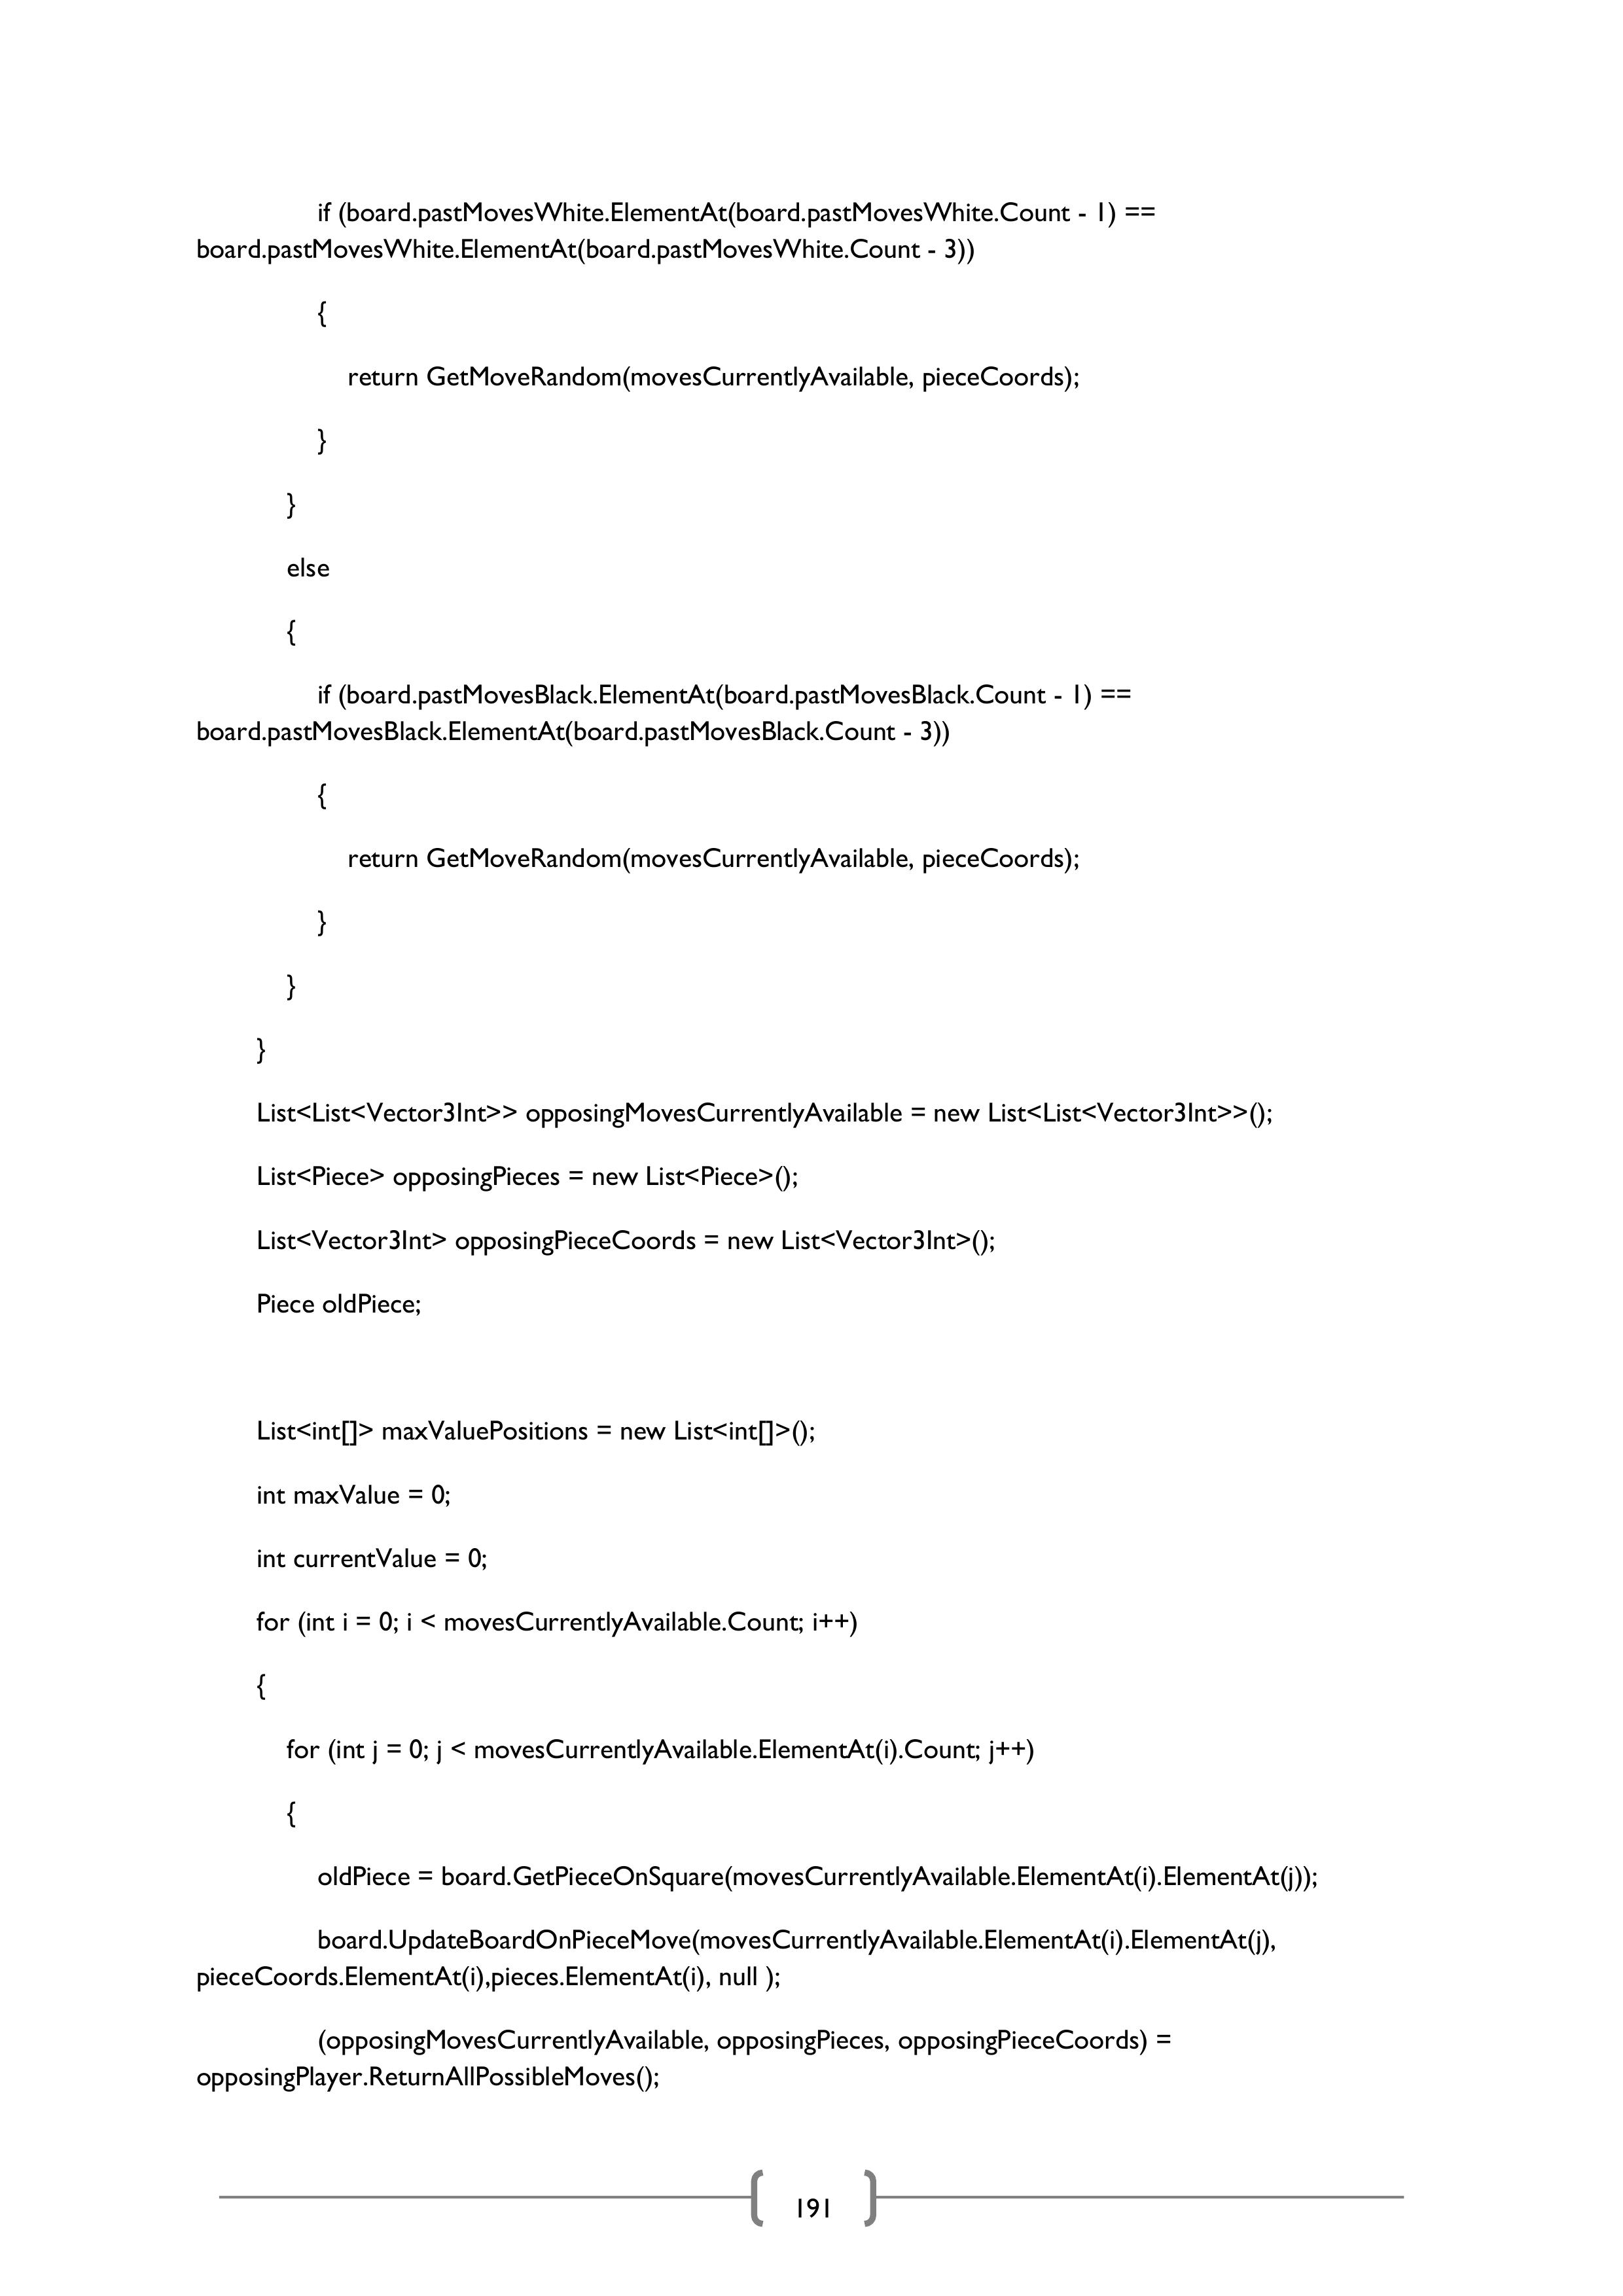 if (board.pastMovesWhite.ElementAt(board.pastMovesWhite.Count - 1) ==
board.pastMovesWhite.ElementAt(board.pastMovesWhite.Count - 3))
{
return GetMoveRandom(movesCurrentlyAvailable, pieceCoords);
}
}
else
{
if (board.pastMovesBlack.ElementAt(board.pastMovesBlack.Count - 1) ==
board.pastMovesBlack.ElementAt(board.pastMovesBlack.Count - 3))
{
return GetMoveRandom(movesCurrentlyAvailable, pieceCoords);
}
}
}
List<List<Vector3Int>> opposingMovesCurrentlyAvailable = new List<List<Vector3Int>>();
List<Piece> opposingPieces = new List<Piece>();
List<Vector3Int> opposingPieceCoords = new List<Vector3Int>();
Piece oldPiece;
List<int[]> maxValuePositions = new List<int[]>();
int maxValue = 0;
int currentValue = 0;
for (int i = 0; i < movesCurrentlyAvailable.Count; i++)
{
for (int j = 0; j < movesCurrentlyAvailable.ElementAt(i).Count; j++)
{
oldPiece = board.GetPieceOnSquare(movesCurrentlyAvailable.ElementAt(i).ElementAt(j));
board.UpdateBoardOnPieceMove(movesCurrentlyAvailable.ElementAt(i).ElementAt(j),
pieceCoords.ElementAt(i),pieces.ElementAt(i), null );
(opposingMovesCurrentlyAvailable, opposingPieces, opposingPieceCoords) =
opposingPlayer.ReturnAllPossibleMoves();
191